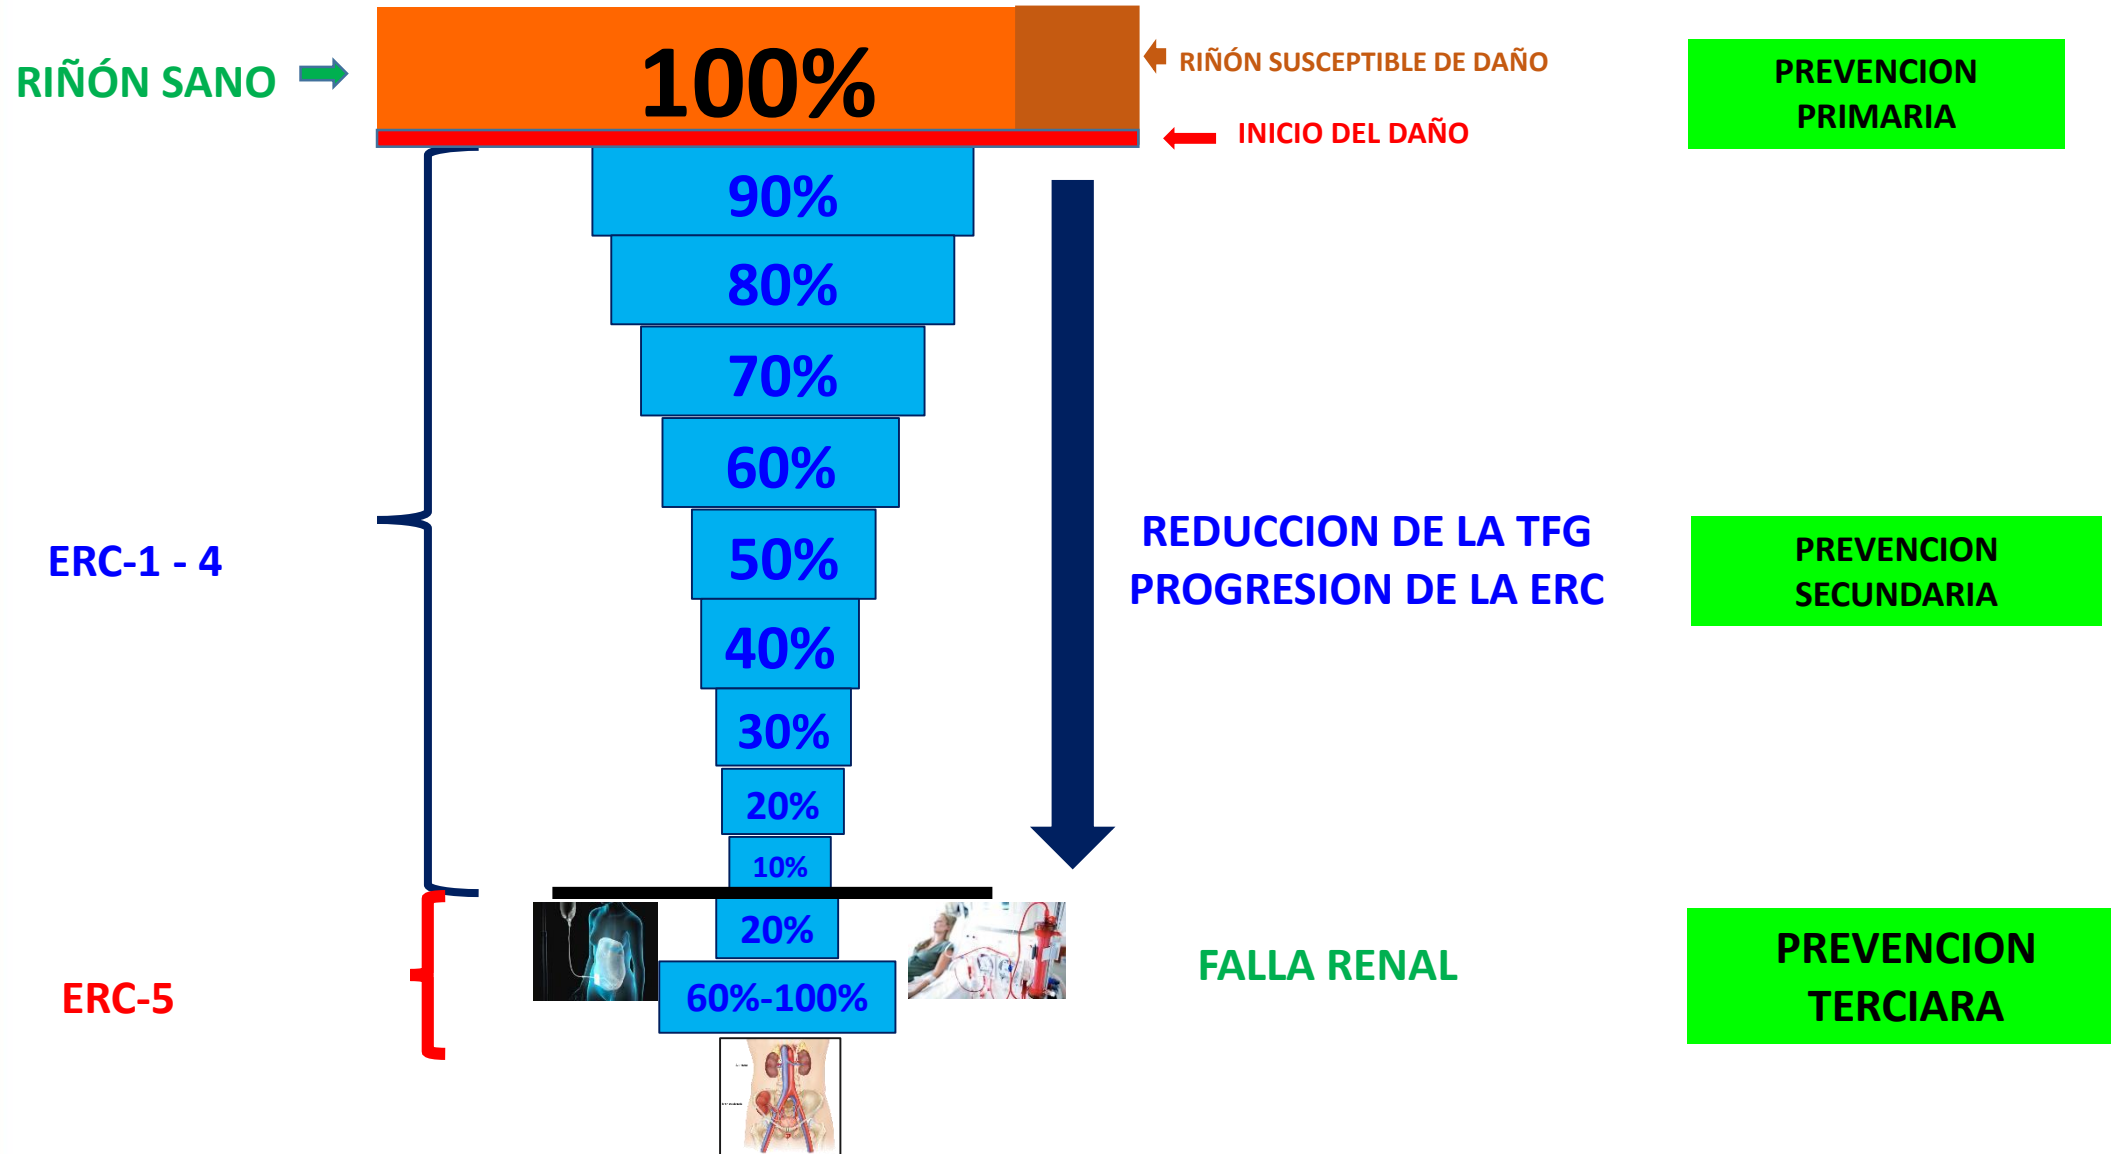 RIÑÓN SANO
100%
RIÑÓN SUSCEPTIBLE DE DAÑO
INICIO DEL DAÑO
PREVENCION
PRIMARIA
90%
80%
70%
60%
50%
40%
30%
20%
10%
ERC-1 - 4
REDUCCION DE LA TFG
PROGRESION DE LA ERC
PREVENCION
SECUNDARIA
20%
60%-100%
ERC-5
FALLA RENAL
PREVENCION
TERCIARA